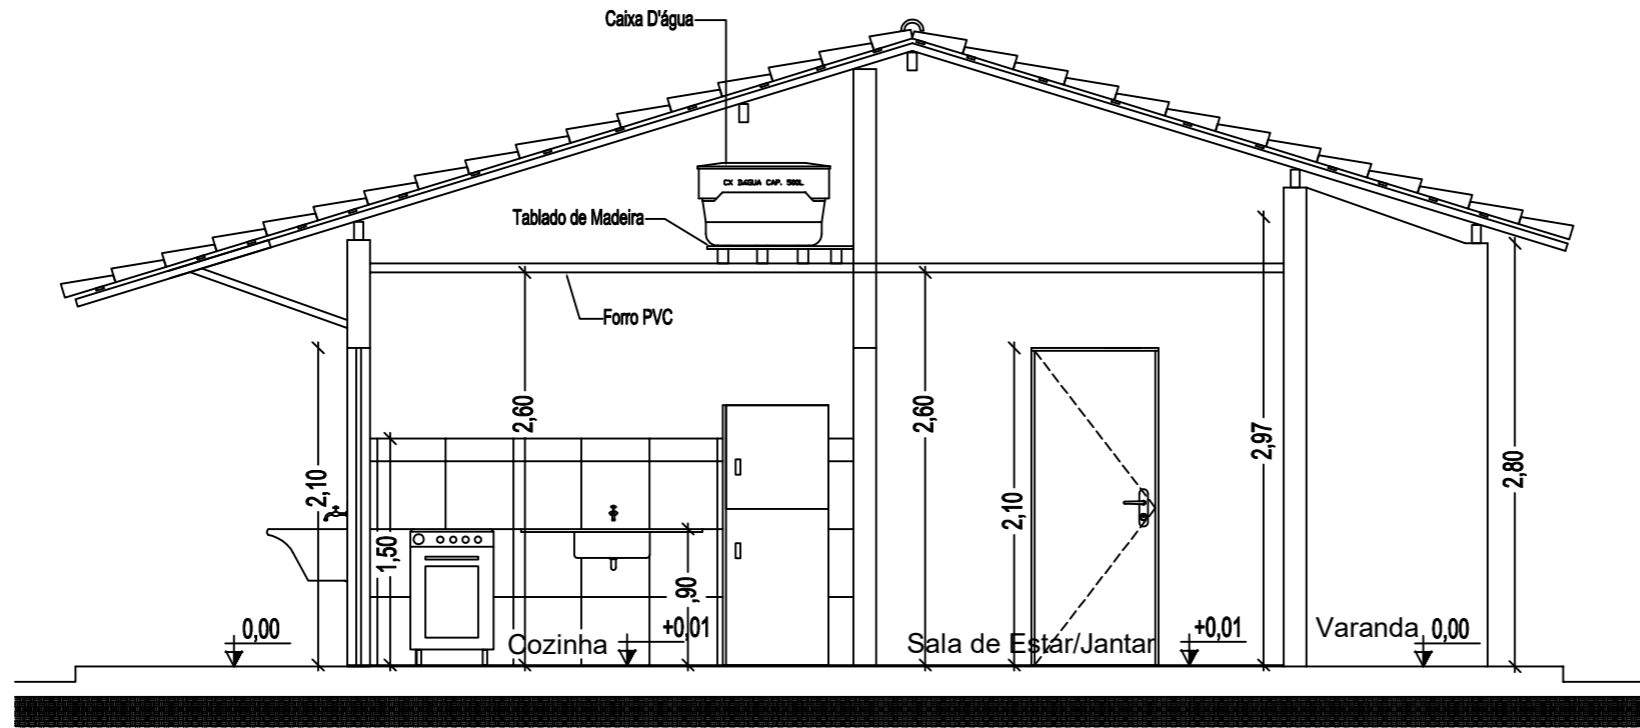 Caixa D'água
CX DAGUA CAP. 500L
Tablado de Madeira
Forro PVC
2,10
1,50
2,60
,90
2,60
2,10
2,97
2,80
0,00
Cozinha
+0,01
Sala de Estar/Jantar
+0,01
Varanda
0,00